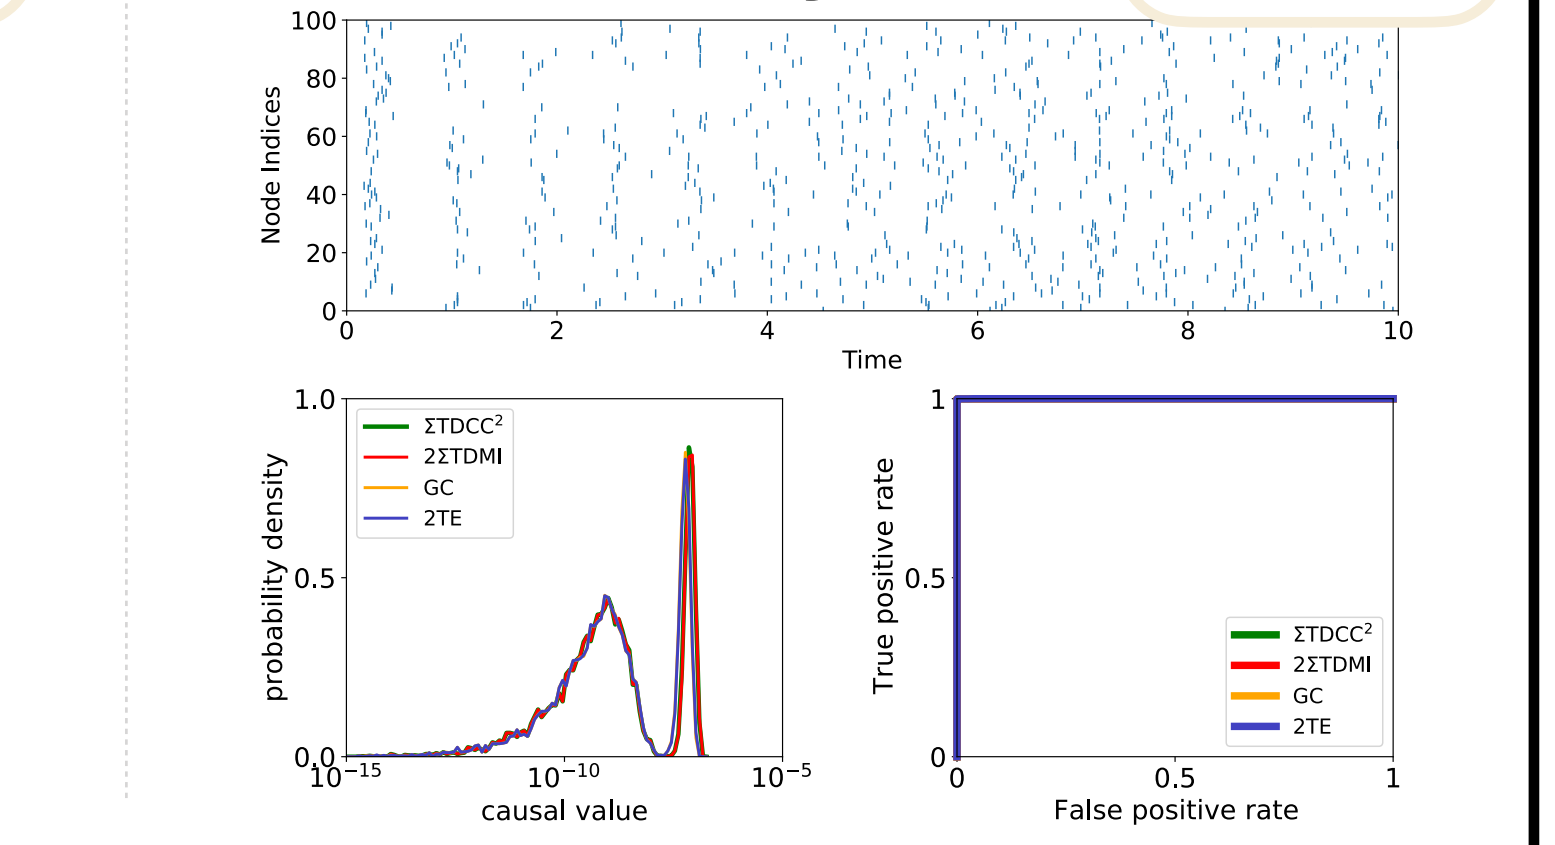 100
80
60
40
20
0
Node Indices
0 2 4 6 8 10
Time
1.0
0.5
0.0
probability density
ΣTDCC²
2ΣTDMI
GC
2TE
10⁻¹⁵ 10⁻¹⁰ 10⁻⁵
causal value
1
0.5
0
True positive rate
ΣTDCC²
2ΣTDMI
GC
2TE
0 0.5 1
False positive rate